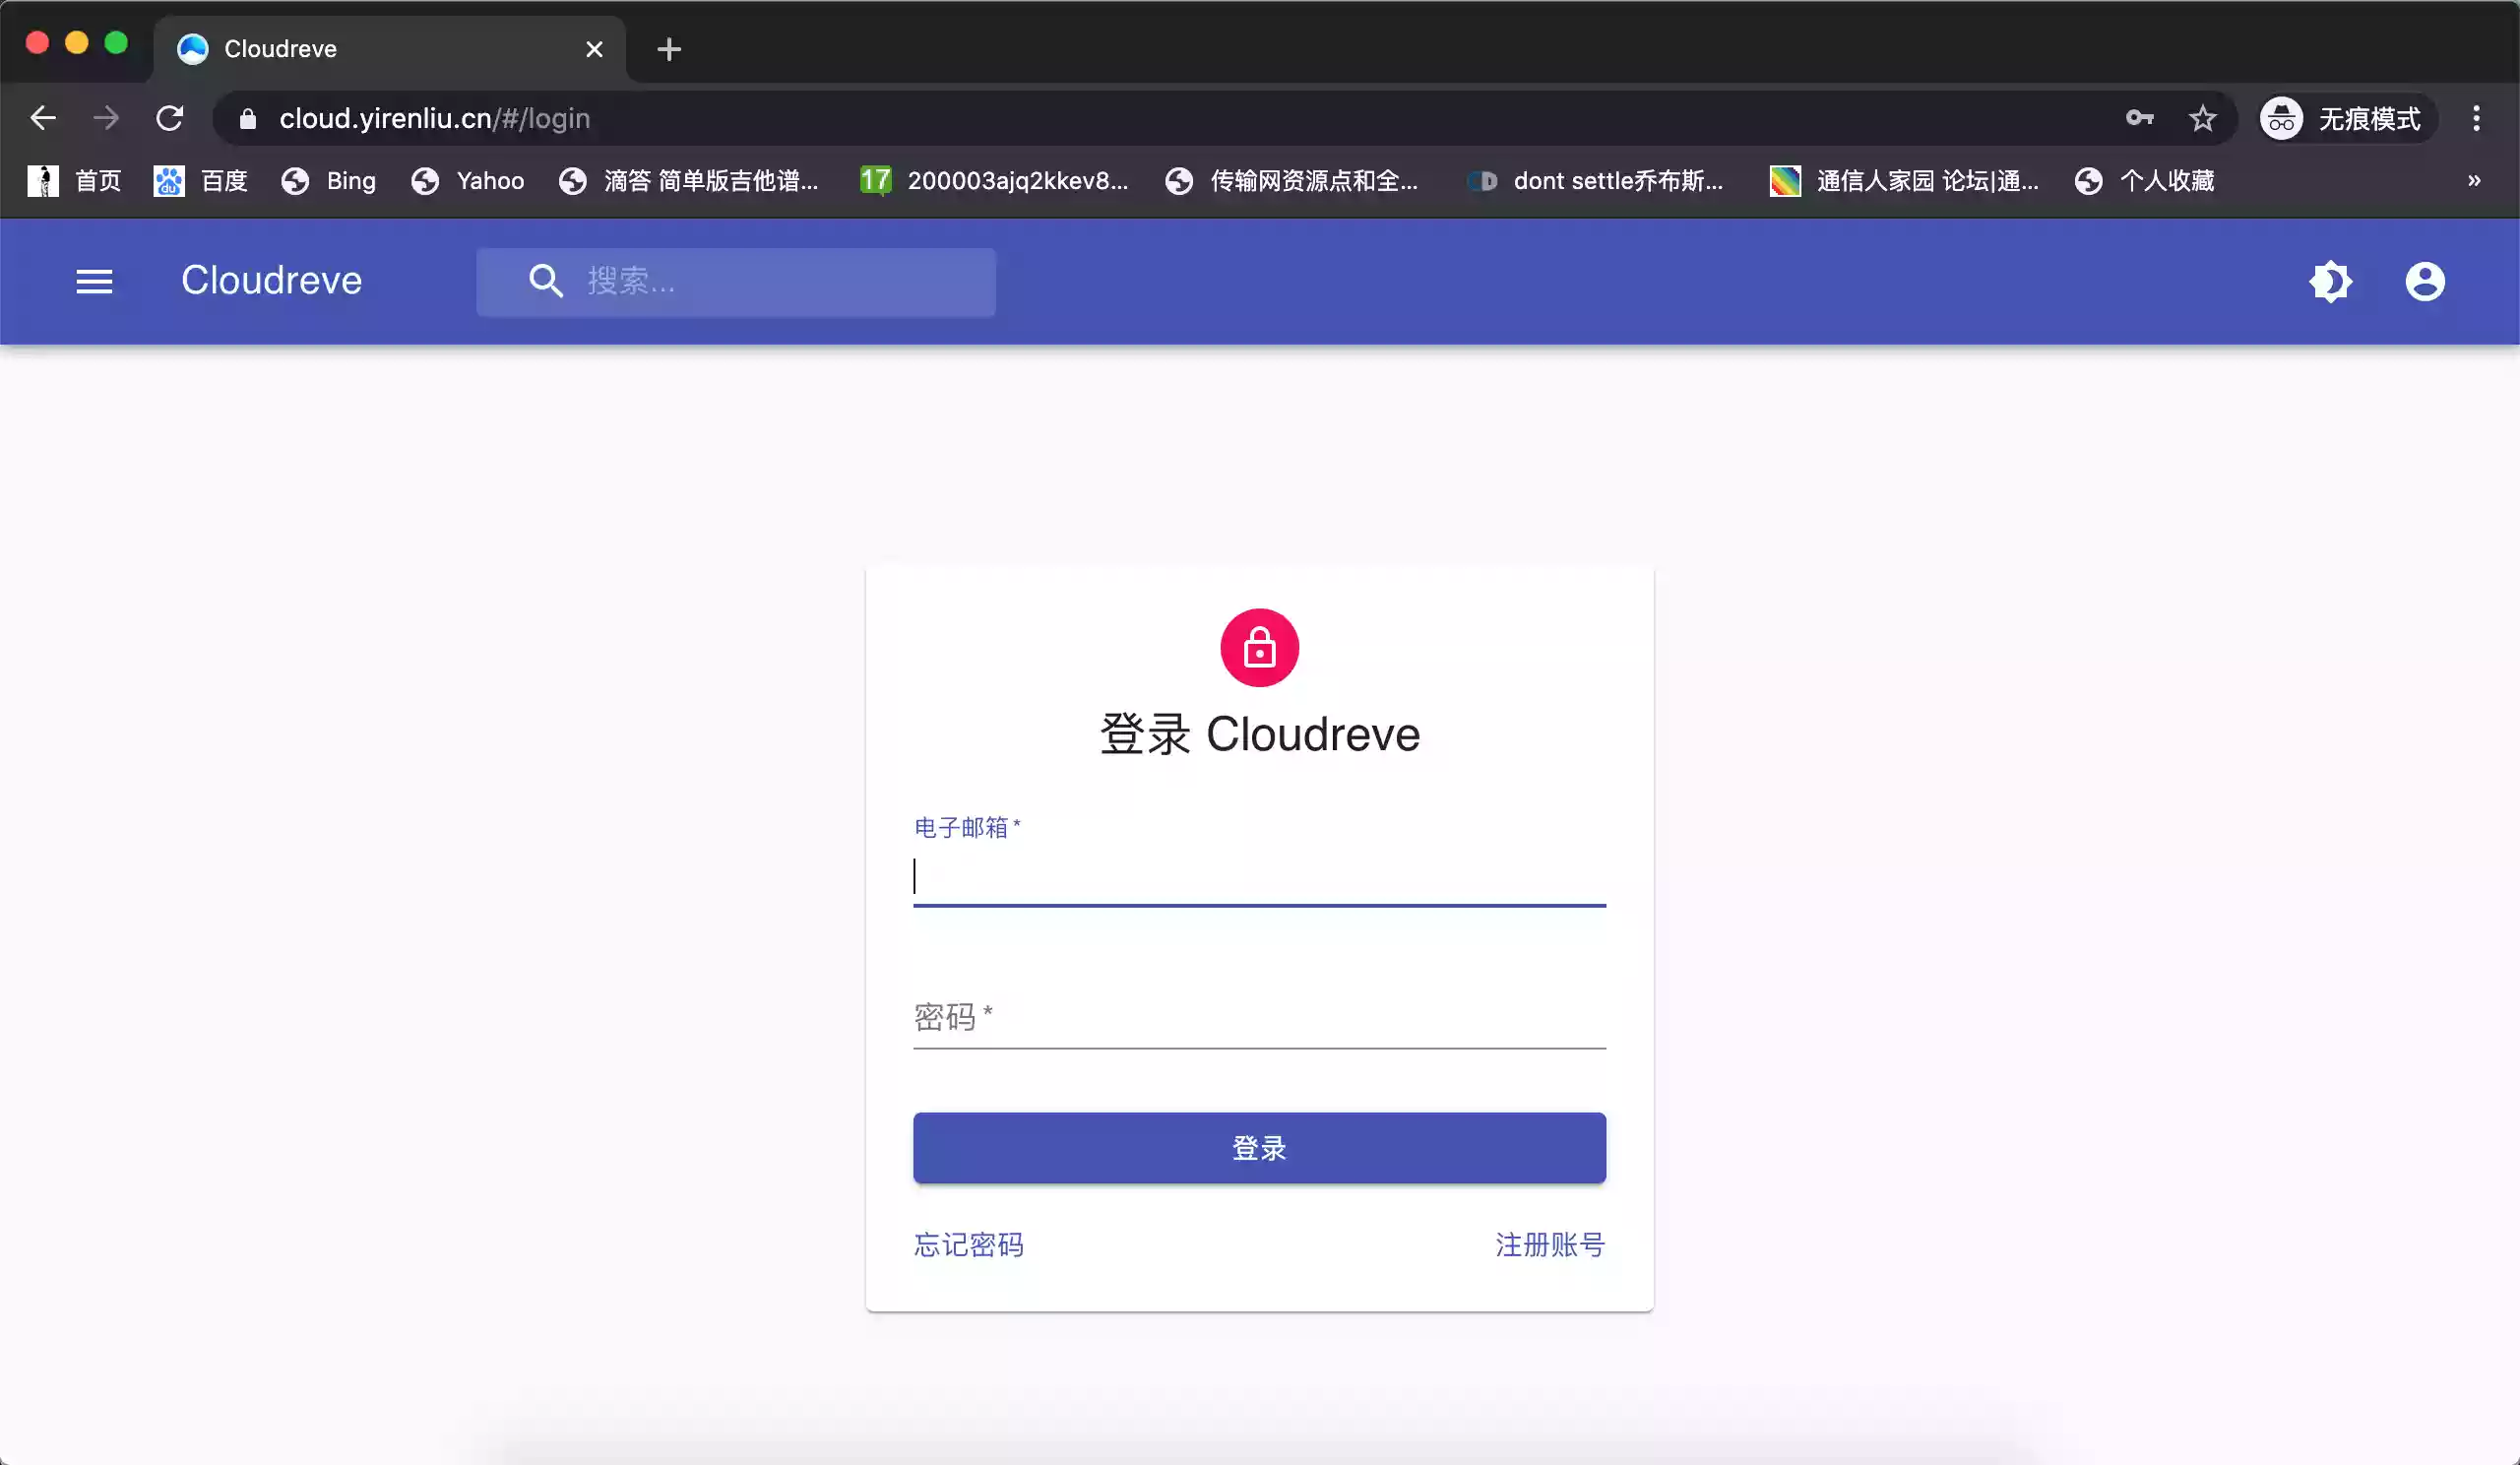 Cloudreve
cloud.yirenliu.cn/#/login
无痕模式
首页 百度 Bing Yahoo 滴答 简单版吉他谱... 17 200003ajq2kkev8... 传输网资源点和全... dont settle乔布斯... 通信人家园 论坛|通... 个人收藏 »
Cloudreve 搜索...
登录 Cloudreve
电子邮箱*
密码*
登录
忘记密码 注册账号